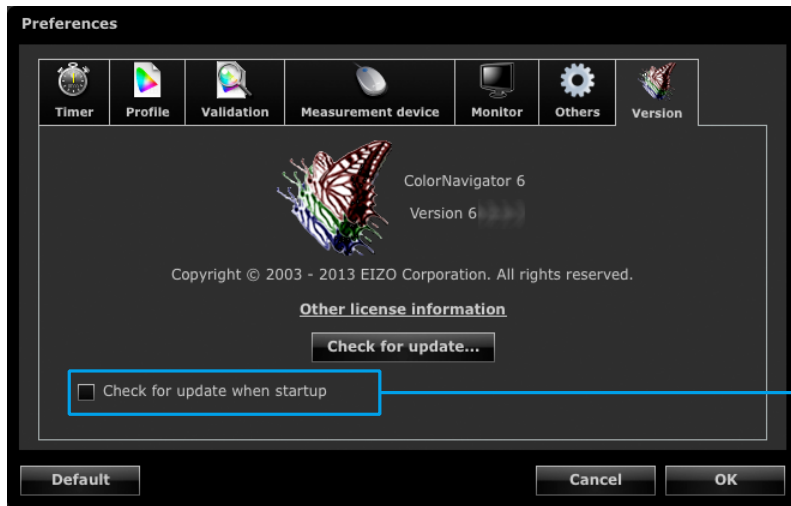 Preferences
Timer Profile Validation Measurement device Monitor Others Version
ColorNavigator 6
Version 6
Copyright © 2003 - 2013 EIZO Corporation. All rights reserved.
Other license information
Check for update...
Check for update when startup
Default Cancel OK